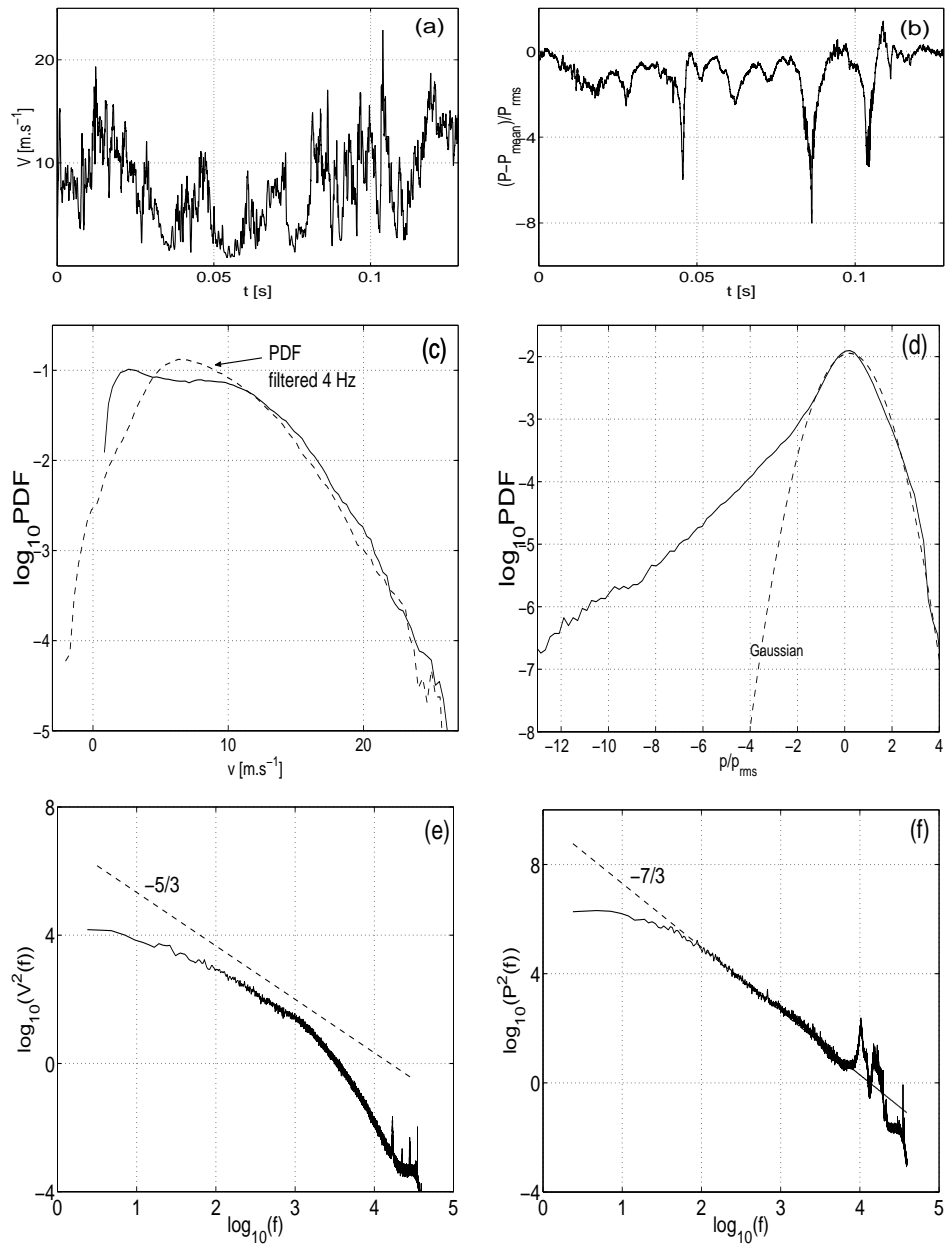 (a)
20
10
V [m.s⁻¹]
0
0.05
0.1
t [s]
(b)
0
−4
−8
(P−Pmean)/Prms
0
0.05
0.1
t [s]
(c)
PDF
filtered 4 Hz
−1
−2
−3
−4
−5
log10PDF
0
10
20
v [m.s⁻¹]
(d)
−2
−3
−4
−5
−6
−7
−8
log10PDF
Gaussian
−12
−10
−8
−6
−4
−2
0
2
4
p/prms
(e)
8
4
0
−4
log10(V²(f))
−5/3
0
1
2
3
4
5
log10(f)
(f)
8
4
0
−4
log10(P²(f))
−7/3
0
1
2
3
4
5
log10(f)